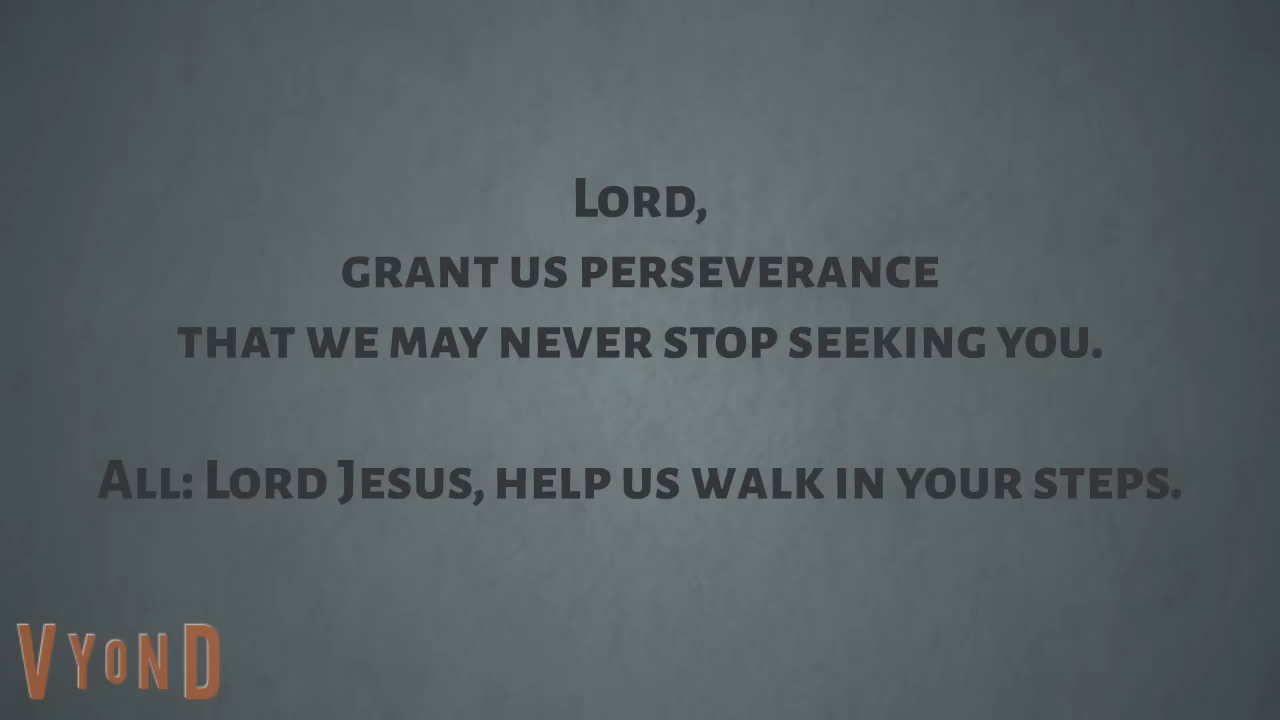 Lord,
grant us perseverance
that we may never stop seeking you.
All: Lord Jesus, help us walk in your steps.
VYOND